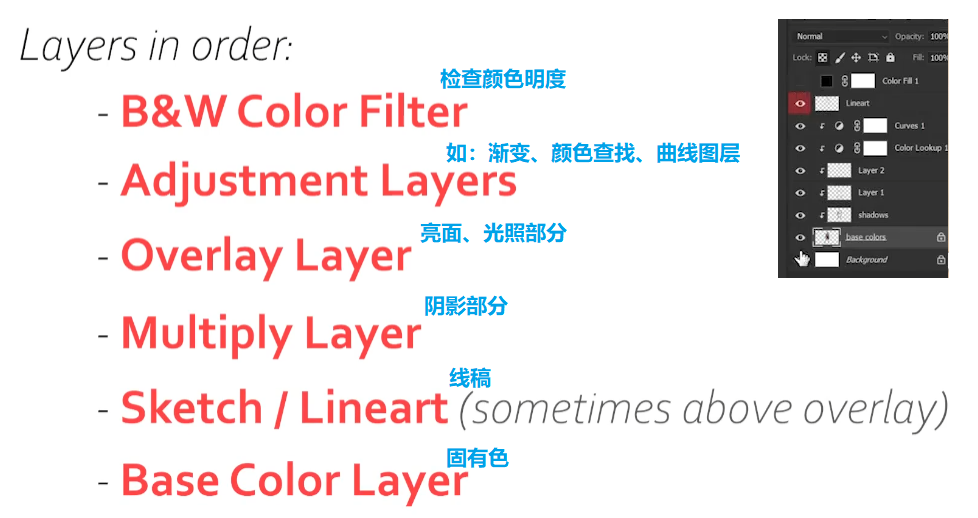 Layers in order:
检查颜色明度
- B&W Color Filter
如：渐变、颜色查找、曲线图层
- Adjustment Layers
亮面、光照部分
- Overlay Layer
阴影部分
- Multiply Layer
线稿
- Sketch / Lineart (sometimes above overlay)
固有色
- Base Color Layer
Normal Opacity: 100%
Lock: Fill: 100%
Color Fill 1
Lineart
Curves 1
Color Lookup 1
Layer 2
Layer 1
shadows
base colors
Background